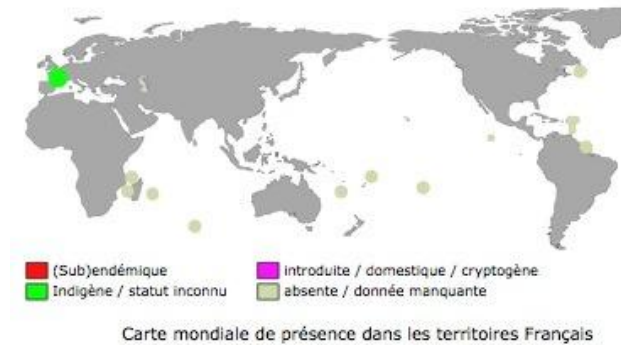 (Sub)endémique
introduite / domestique / cryptogène
Indigène / statut inconnu
absente / donnée manquante
Carte mondiale de présence dans les territoires Français